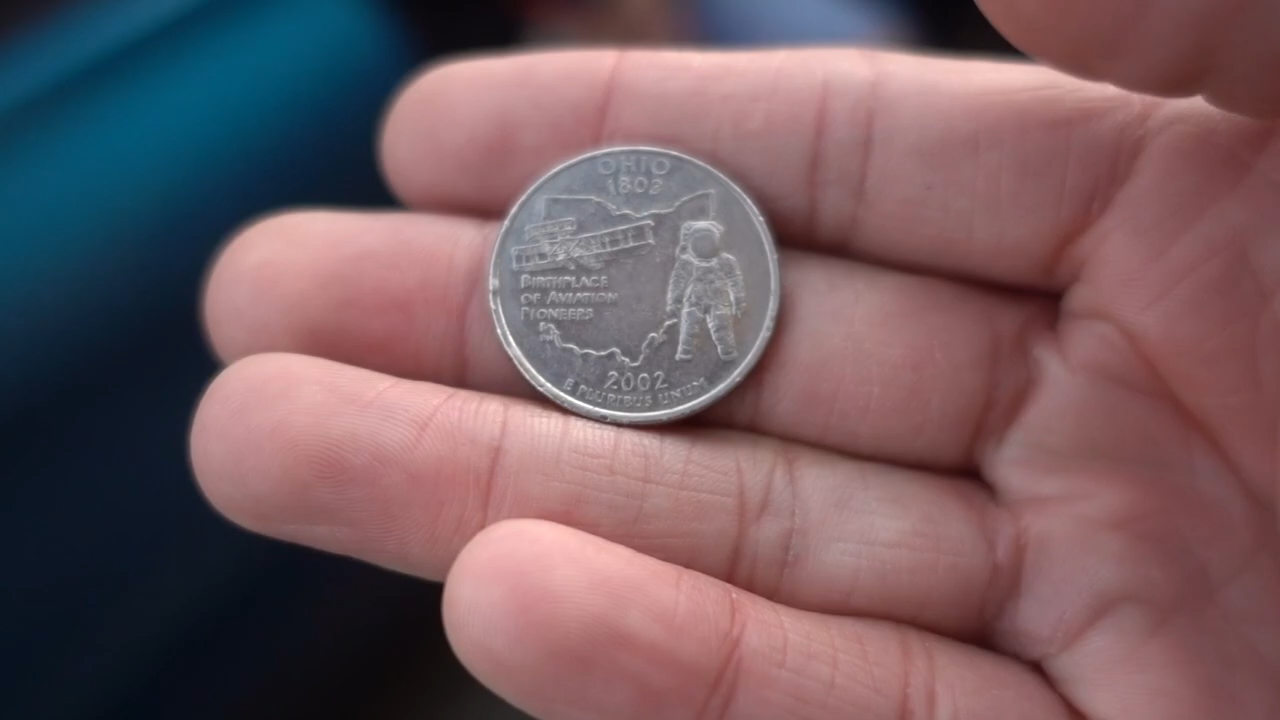 OHIO
1803
BIRTHPLACE
OF AVIATION
PIONEERS
2002
E PLURIBUS UNUM